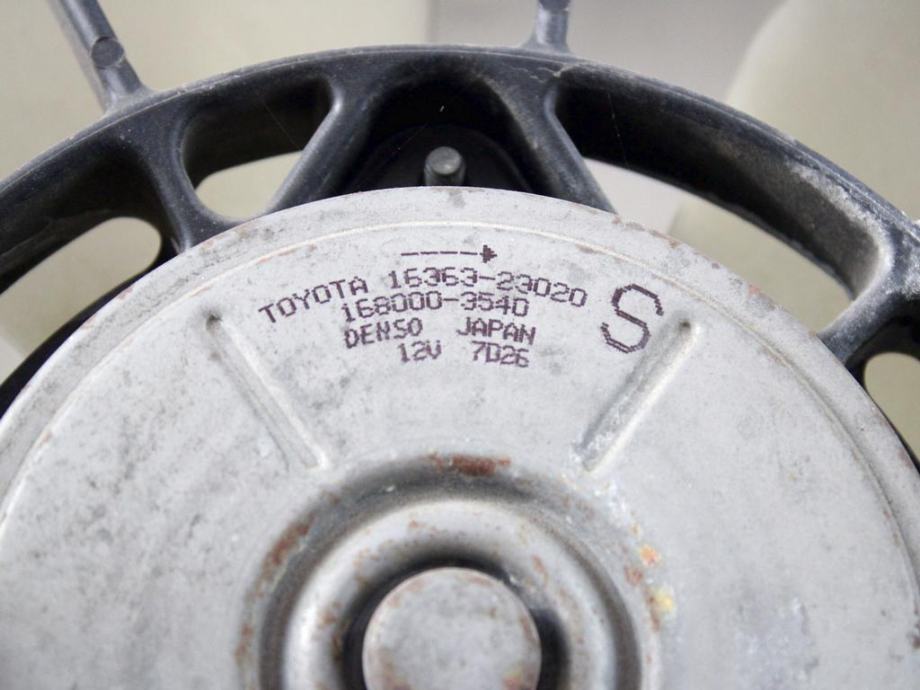 TOYOTA 16363-23020
168000-3540
DENSO JAPAN
12V 7D26
S